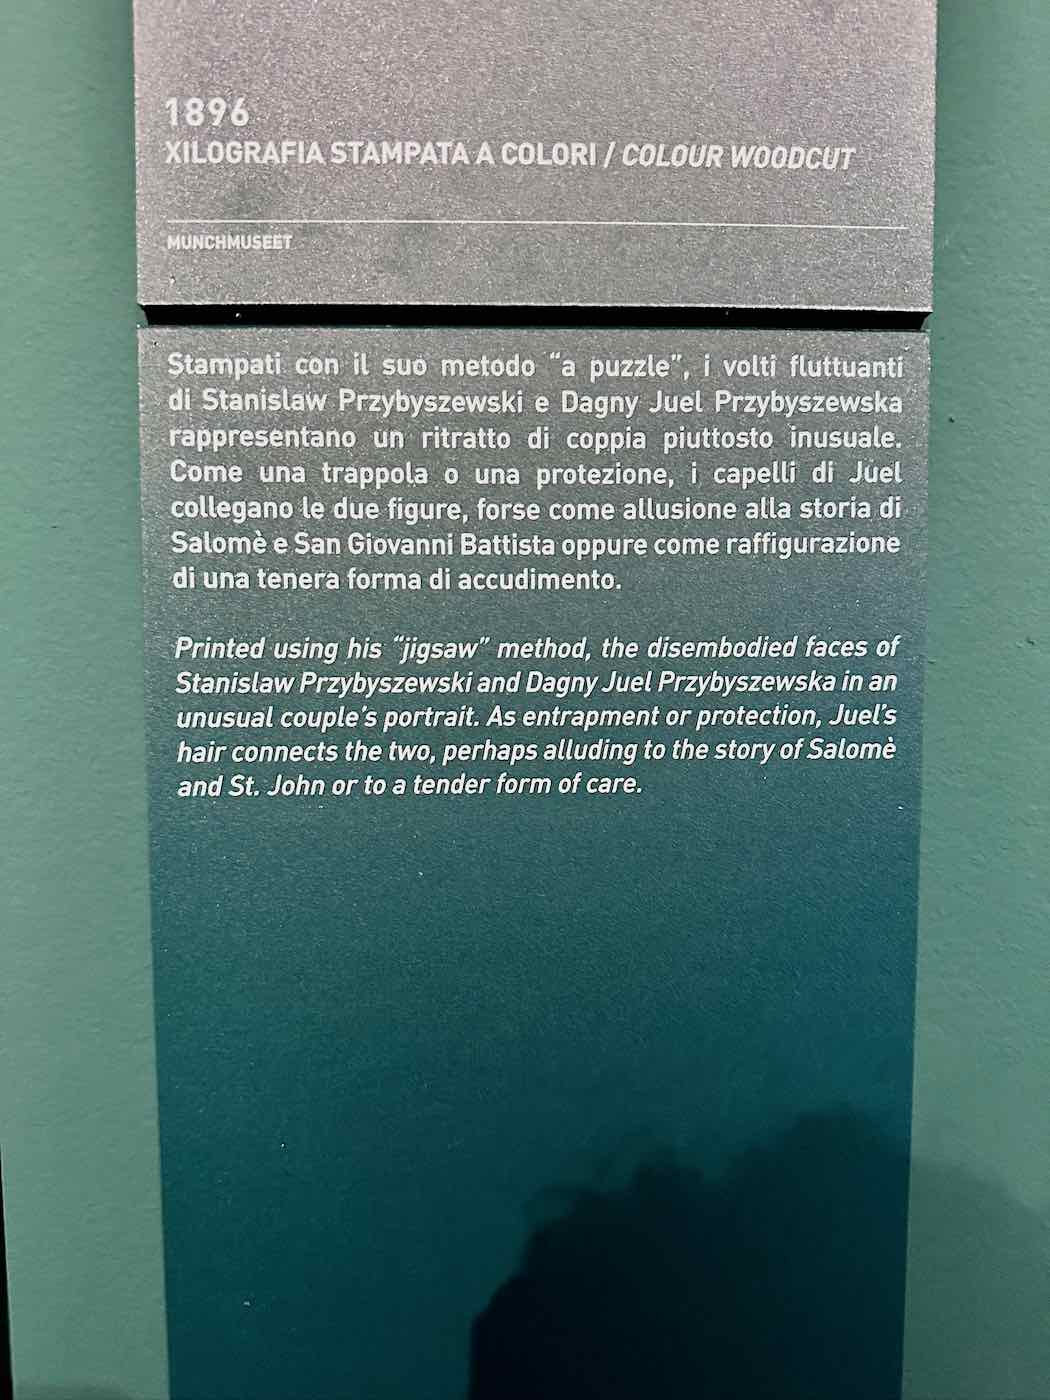 1896
XILOGRAFIA STAMPATA A COLORI / COLOUR WOODCUT
MUNCHMUSEET
Stampati con il suo metodo “a puzzle”, i volti fluttuanti
di Stanislaw Przybyszewski e Dagny Juel Przybyszewska
rappresentano un ritratto di coppia piuttosto inusuale.
Come una trappola o una protezione, i capelli di Juel
collegano le due figure, forse come allusione alla storia di
Salomè e San Giovanni Battista oppure come raffigurazione
di una tenera forma di accudimento.
Printed using his “jigsaw” method, the disembodied faces of
Stanislaw Przybyszewski and Dagny Juel Przybyszewska in an
unusual couple’s portrait. As entrapment or protection, Juel’s
hair connects the two, perhaps alluding to the story of Salomè
and St. John or to a tender form of care.